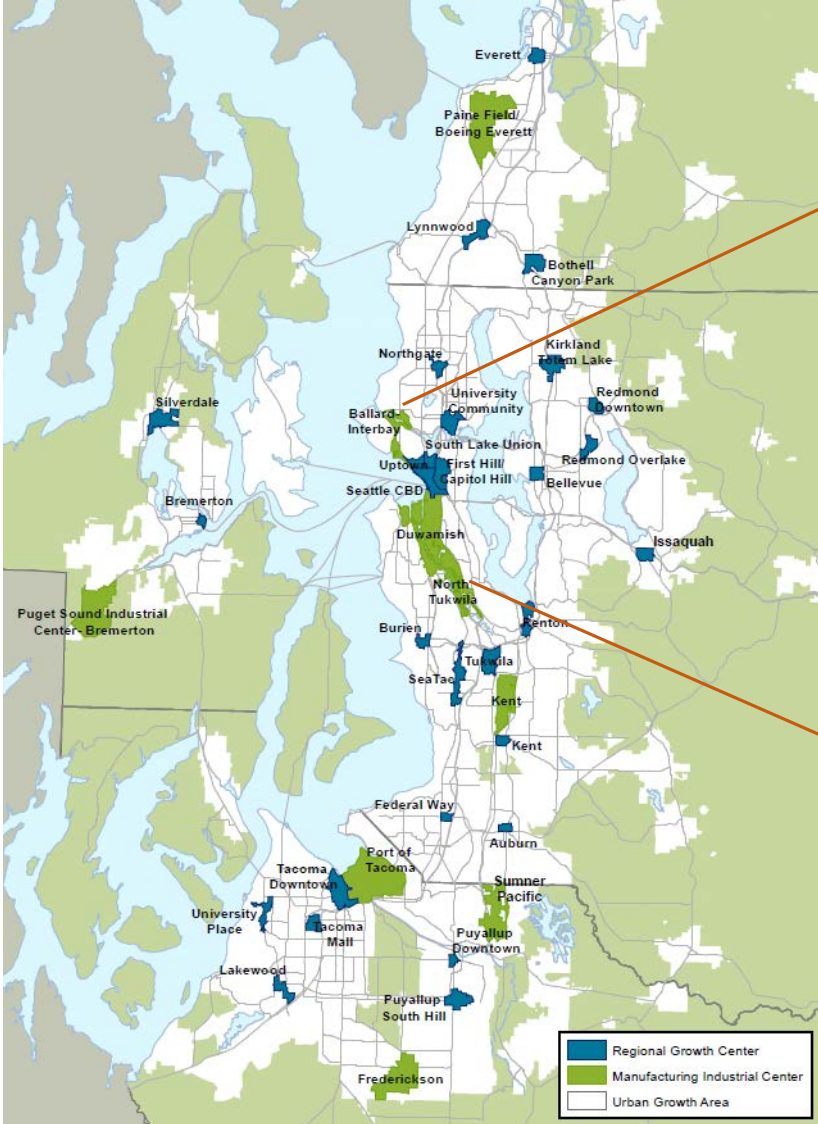 Everett
Paine Field/
Boeing Everett
Lynnwood
Bothell
Canyon Park
Northgate
Kirkland
Totem Lake
Silverdale
University
Community
Redmond
Downtown
Ballard-
Interbay
South Lake Union
Uptown
First Hill/
Capitol Hill
Redmond Overlake
Seattle CBD
Bellevue
Bremerton
Duwamish
Issaquah
North
Tukwila
Puget Sound Industrial
Center- Bremerton
Burien
Renton
Tukwila
SeaTac
Kent
Kent
Federal Way
Auburn
Port of
Tacoma
Tacoma
Downtown
Sumner
Pacific
University
Place
Tacoma
Mall
Puyallup
Downtown
Lakewood
Puyallup
South Hill
Frederickson
Regional Growth Center
Manufacturing Industrial Center
Urban Growth Area